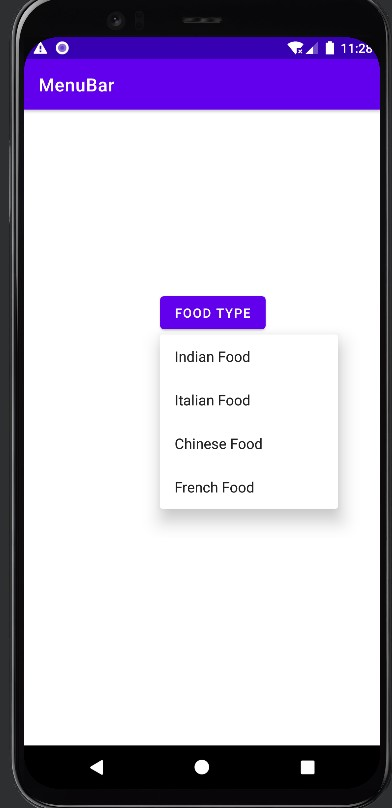 11:28
MenuBar
FOOD TYPE
Indian Food
Italian Food
Chinese Food
French Food